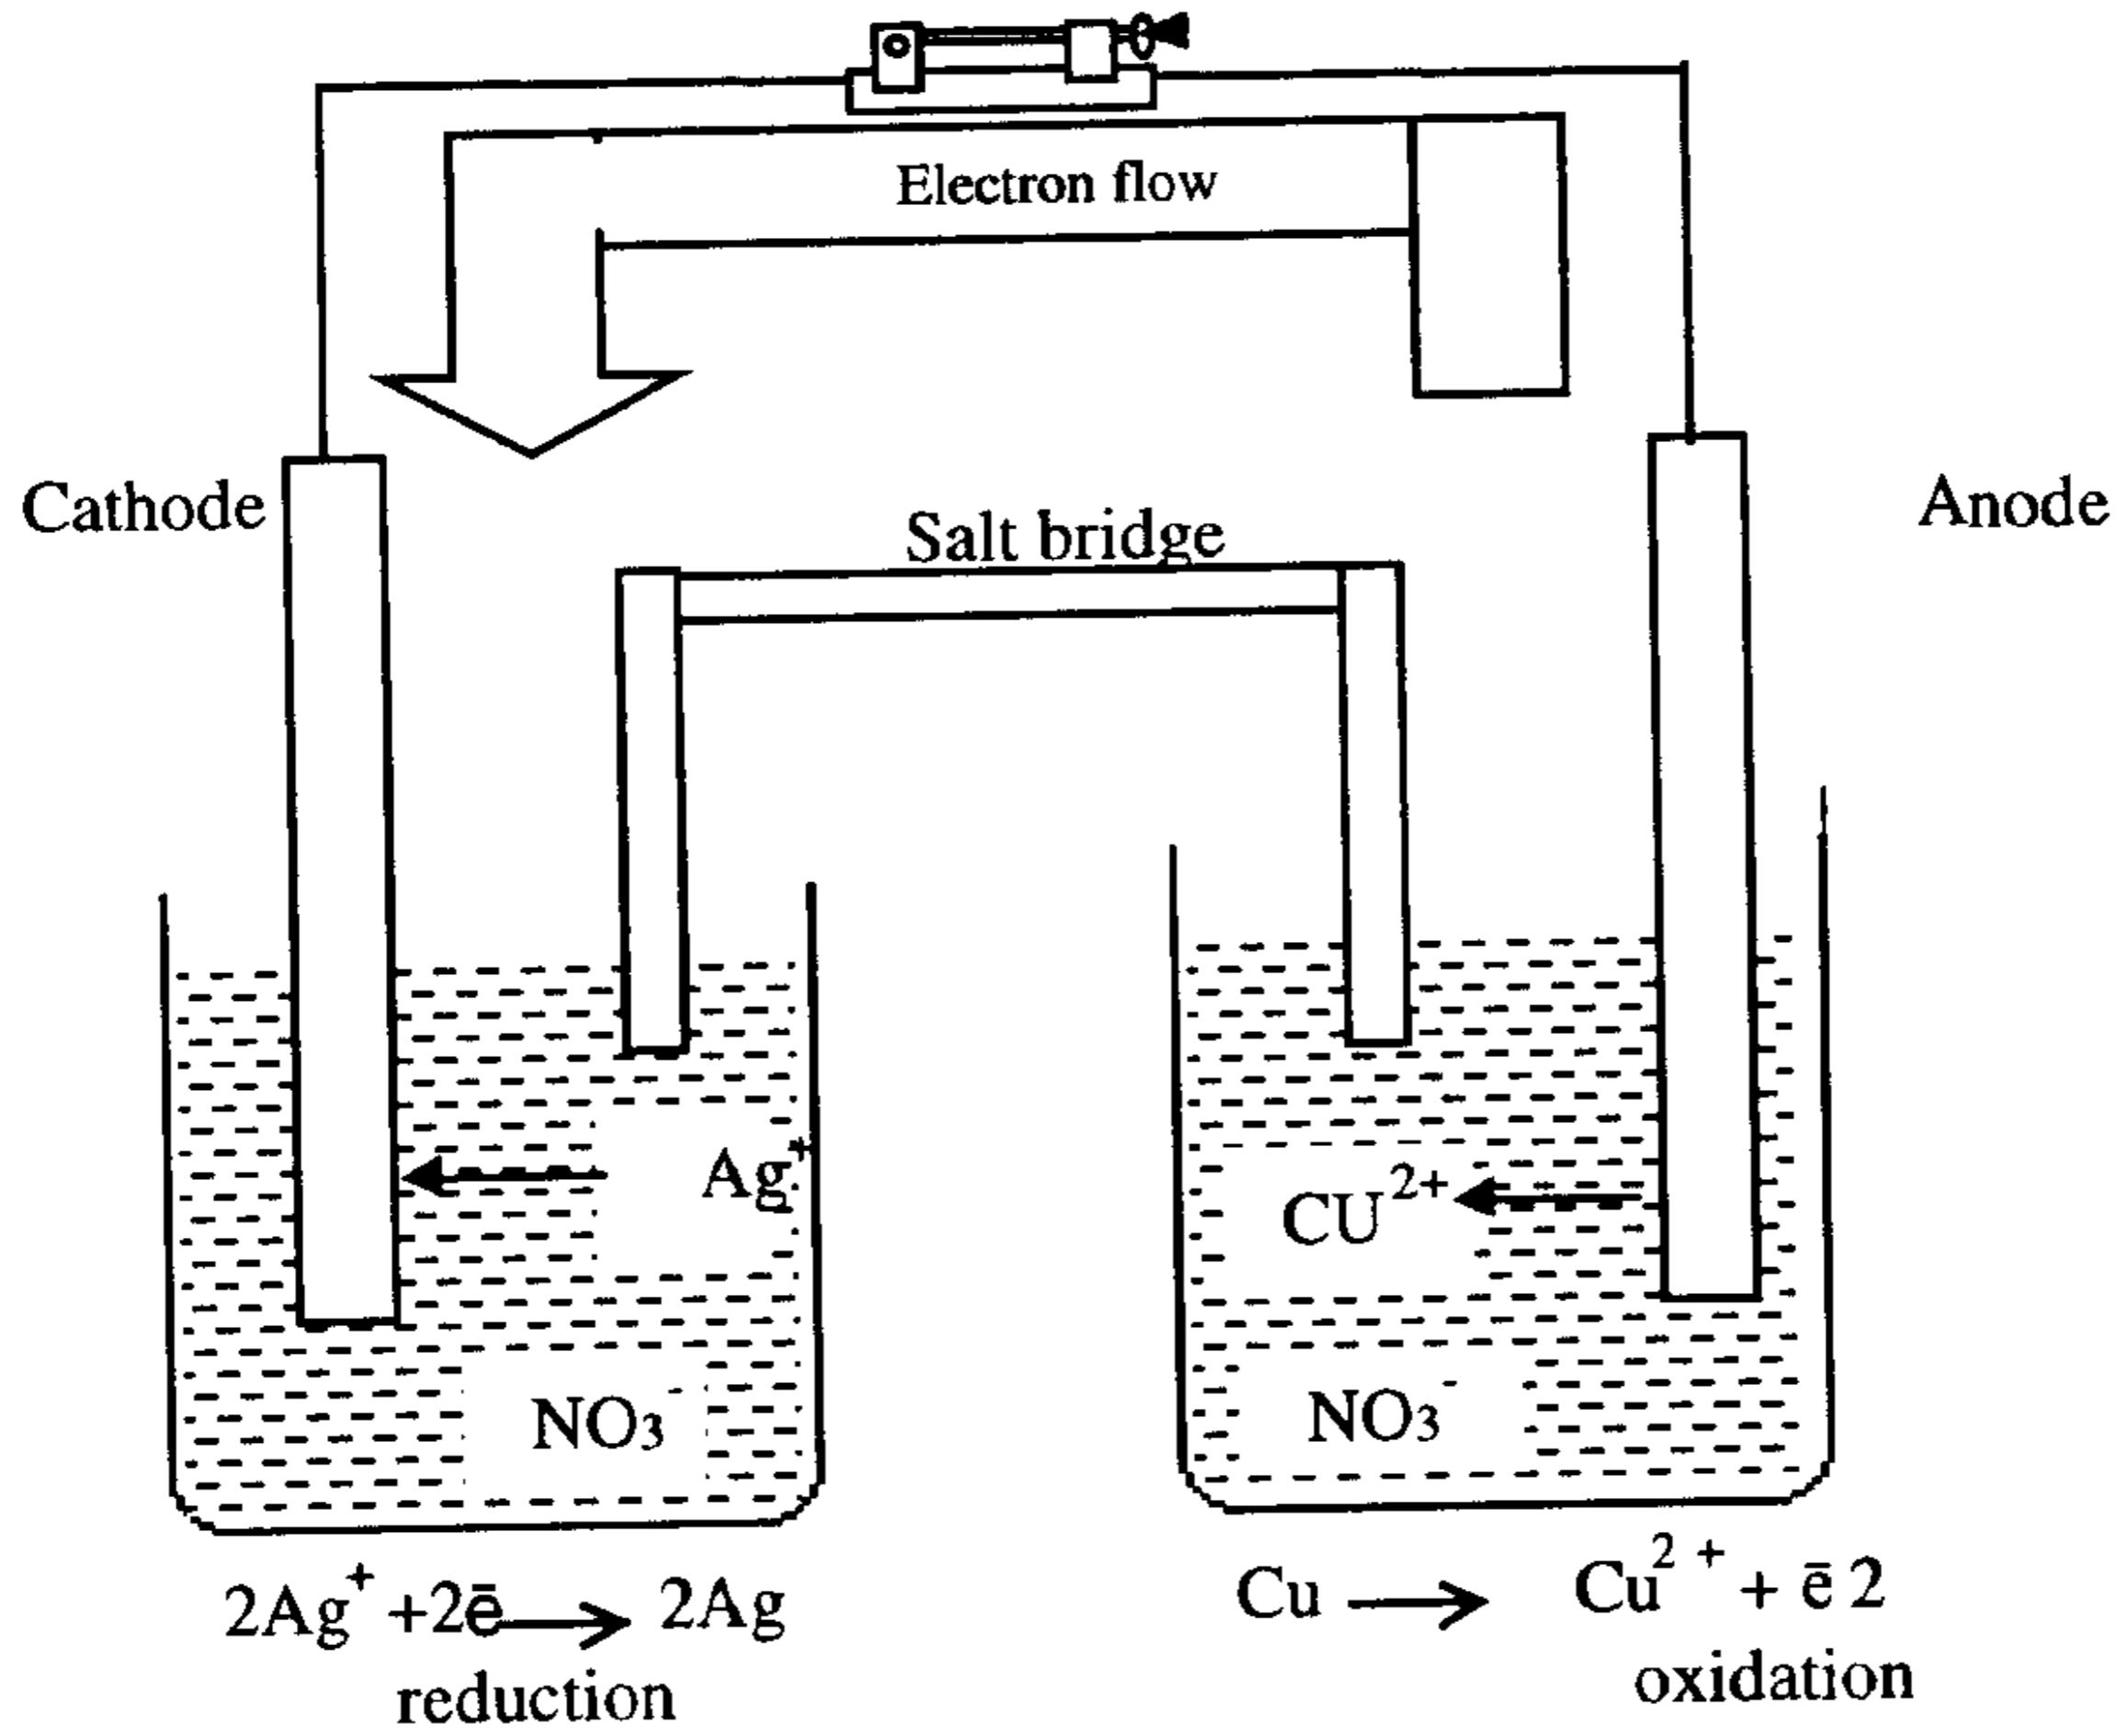 Electron flow
Cathode
Anode
Salt bridge
Ag⁺
CU²⁺
NO₃⁻
NO₃⁻
2Ag⁺ +2ē → 2Ag
reduction
Cu → Cu²⁺ + ē 2
oxidation